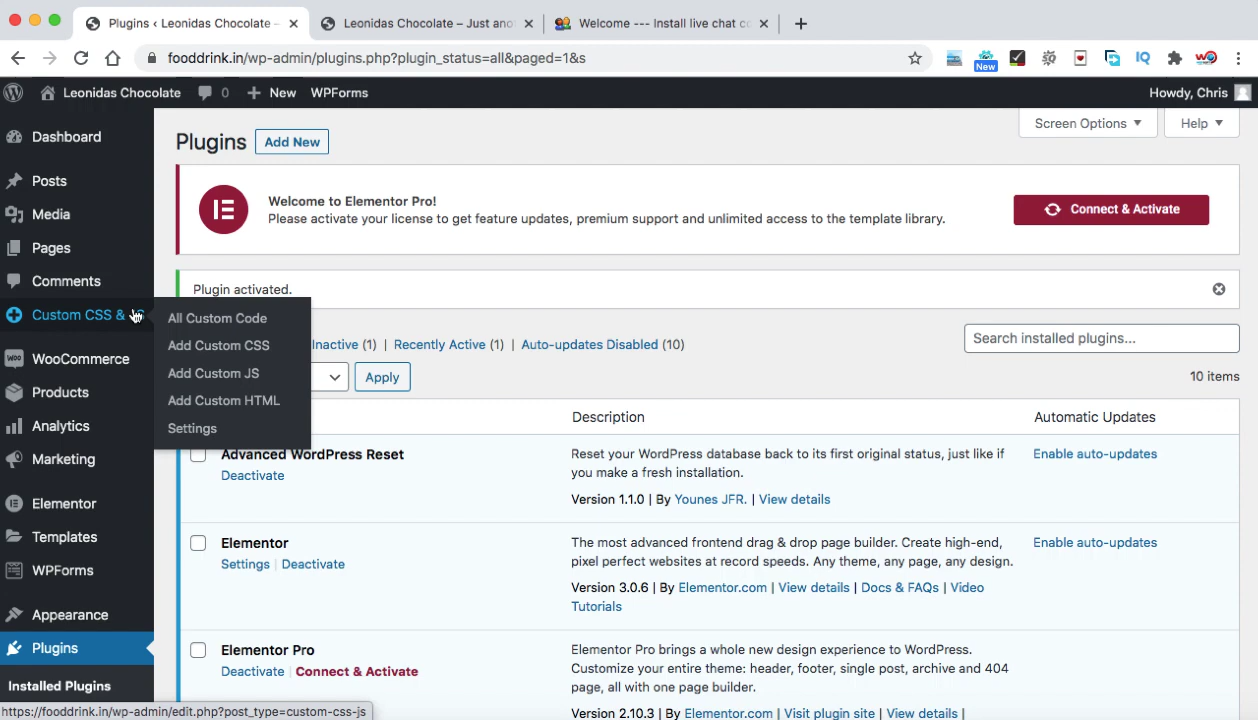 Plugins ‹ Leonidas Chocolate –
Leonidas Chocolate – Just ano
Welcome --- Install live chat co
fooddrink.in/wp-admin/plugins.php?plugin_status=all&paged=1&s
New
IQ
Leonidas Chocolate
0
New
WPForms
Howdy, Chris
Dashboard
Posts
Media
Pages
Comments
Custom CSS &
WooCommerce
Products
Analytics
Marketing
Elementor
Templates
WPForms
Appearance
Plugins
Installed Plugins
All Custom Code
Add Custom CSS
Add Custom JS
Add Custom HTML
Settings
Plugins
Add New
Screen Options
Help
Welcome to Elementor Pro!
Please activate your license to get feature updates, premium support and unlimited access to the template library.
Connect & Activate
Plugin activated.
Inactive (1) | Recently Active (1) | Auto-updates Disabled (10)
Search installed plugins...
Apply
10 items
Description
Automatic Updates
Advanced WordPress Reset
Deactivate
Reset your WordPress database back to its first original status, just like if
you make a fresh installation.
Version 1.1.0 | By Younes JFR. | View details
Enable auto-updates
Elementor
Settings | Deactivate
The most advanced frontend drag & drop page builder. Create high-end,
pixel perfect websites at record speeds. Any theme, any page, any design.
Version 3.0.6 | By Elementor.com | View details | Docs & FAQs | Video
Tutorials
Enable auto-updates
Elementor Pro
Deactivate | Connect & Activate
Elementor Pro brings a whole new design experience to WordPress.
Customize your entire theme: header, footer, single post, archive and 404
page, all with one page builder.
Version 2.10.3 | By Elementor.com | Visit plugin site | View details |
https://fooddrink.in/wp-admin/edit.php?post_type=custom-css-js